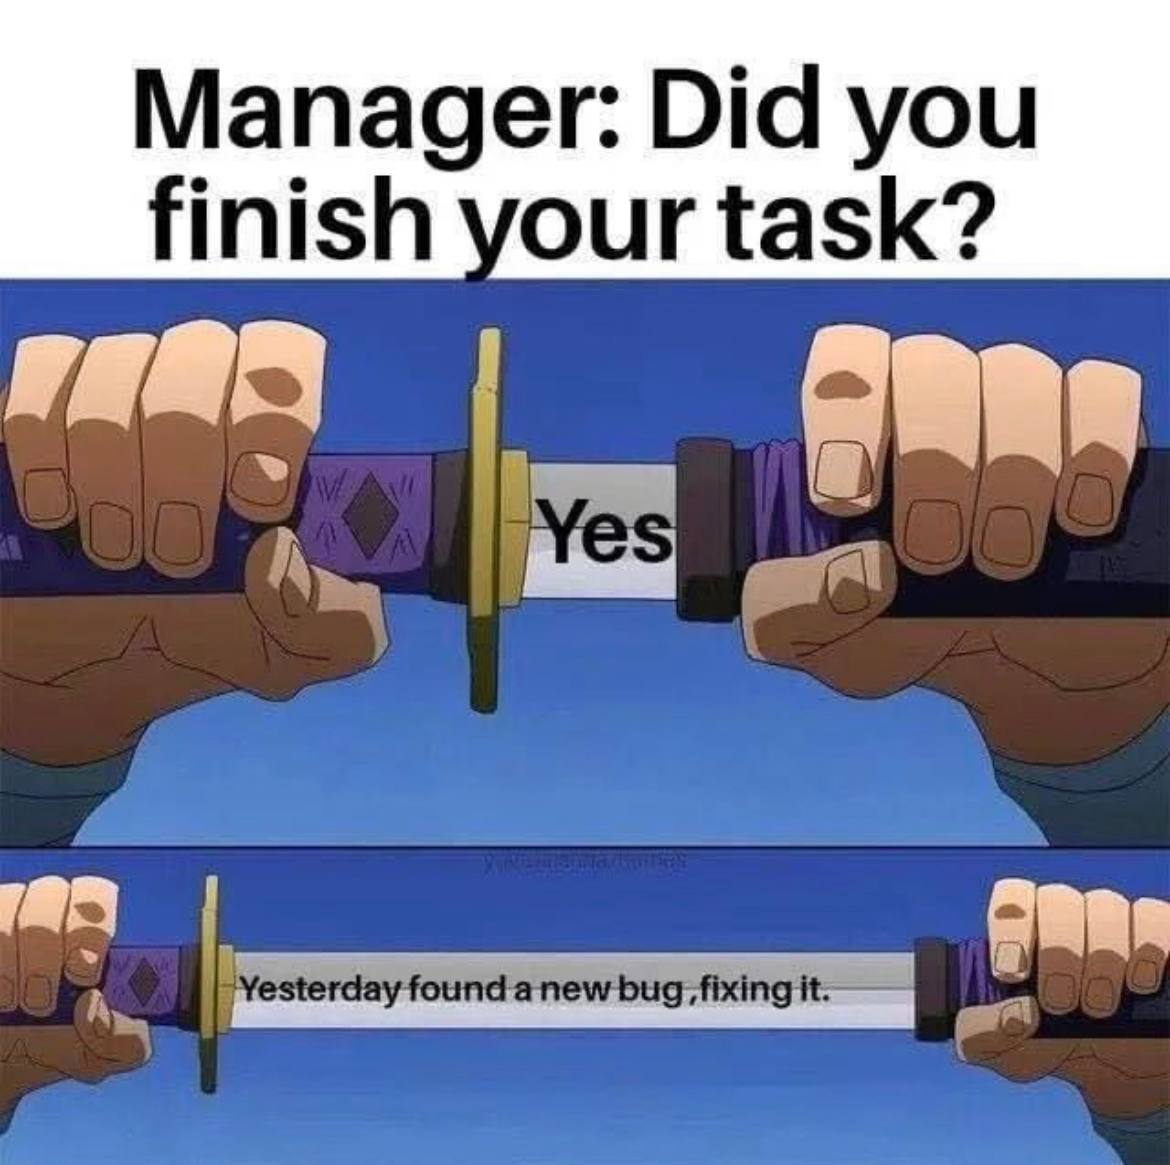 Manager: Did you
finish your task?
Yes
Yesterday found a new bug ,fixing it.